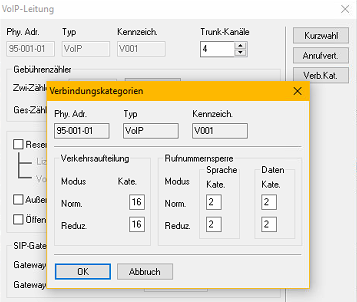 VoIP-Leitung
Phy. Adr. Typ Kennzeich. Trunk-Kanäle
95-001-01 VoIP V001 4
Kurzwahl
Anrufvert.
Verb.Kat.
Gebührenzähler
Zwi-Zähl
Ges-Zähl
Verbindungskategorien
Phy. Adr. Typ Kennzeich.
95-001-01 VoIP V001
Verkehrsaufteilung Rufnummernsperre
Sprache Daten
Modus Kate. Modus Kate. Kate.
Norm. 16 Norm. 2 2
Reduz. 16 Reduz. 2 2
OK Abbruch
Reser
Liz
Vo
Auße
Öffen
SIP-Gate
Gateway
Gateway